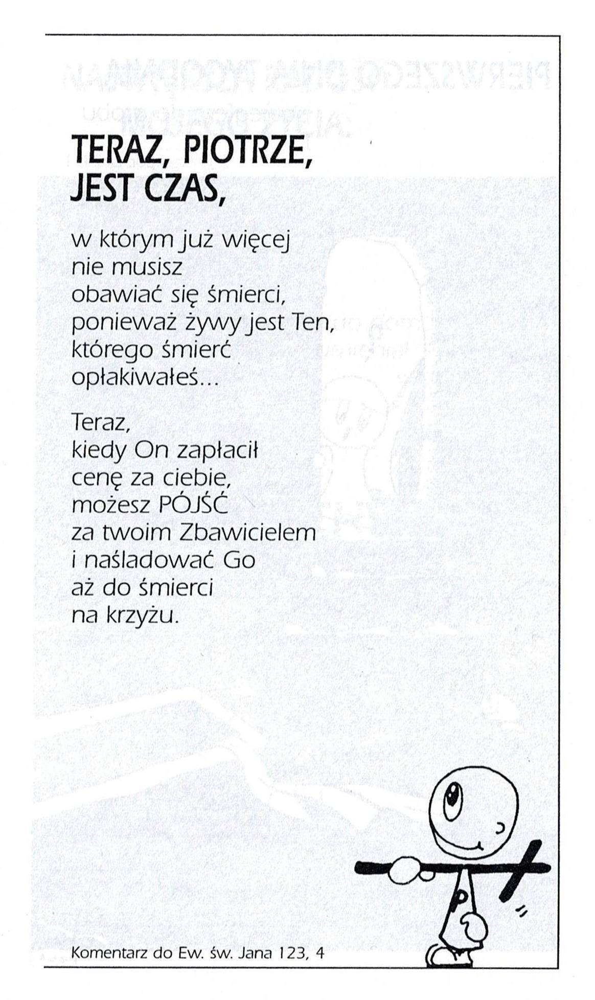 TERAZ, PIOTRZE,
JEST CZAS,
w którym już więcej
nie musisz
obawiać się śmierci,
ponieważ żywy jest Ten,
którego śmierć
opłakiwałeś...
Teraz,
kiedy On zapłacił
cenę za ciebie,
możesz PÓJŚĆ
za twoim Zbawicielem
i naśladować Go
aż do śmierci
na krzyżu.
P
Komentarz do Ew. św. Jana 123, 4